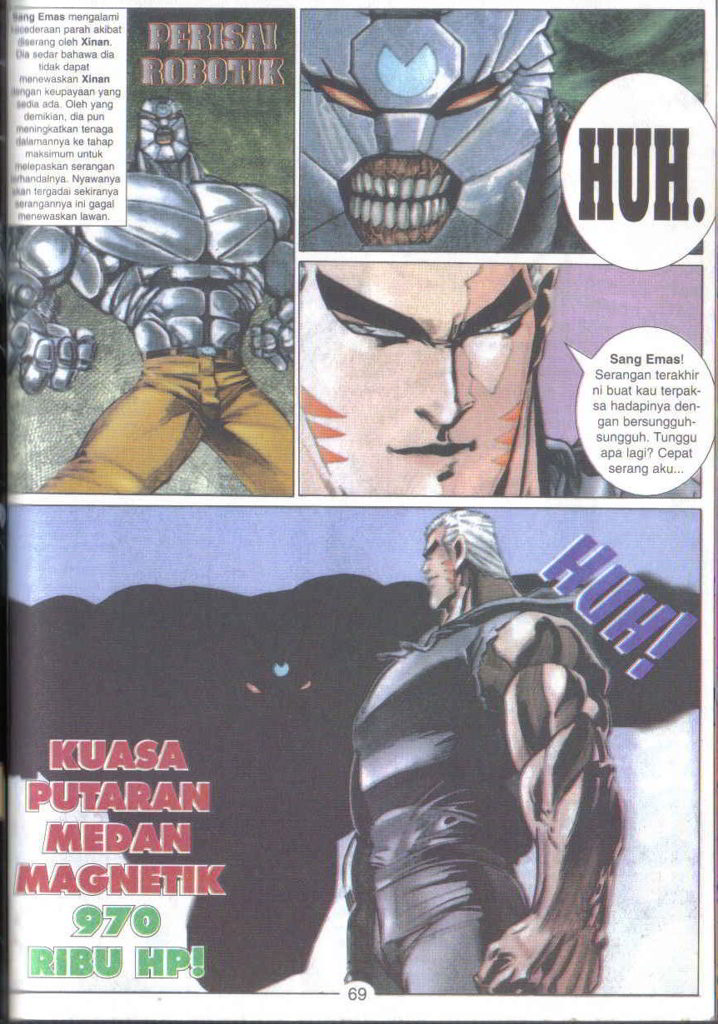 Sang Emas mengalami
kecederaan parah akibat
diserang oleh Xinan.
Dia sedar bahawa dia
tidak dapat
menewaskan Xinan
dengan keupayaan yang
sedia ada. Oleh yang
demikian, dia pun
meningkatkan tenaga
dalamannya ke tahap
maksimum untuk
melepaskan serangan
terhandalnya. Nyawanya
akan tergadai sekiranya
serangannya ini gagal
menewaskan lawan.
PERISAI
ROBOTIK
HUH.
Sang Emas!
Serangan terakhir
ni buat kau terpak-
sa hadapinya den-
gan bersungguh-
sungguh. Tunggu
apa lagi? Cepat
serang aku...
HUH!
KUASA
PUTARAN
MEDAN
MAGNETIK
970
RIBU HP!
69